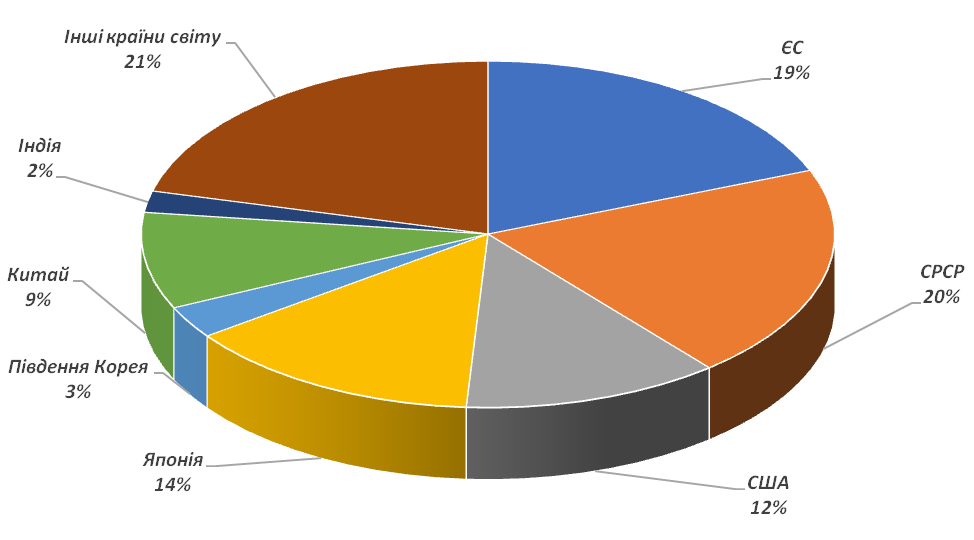 Інші країни світу
21%
ЄС
19%
Індія
2%
Китай
9%
СРСР
20%
Південна Корея
3%
Японія
14%
США
12%